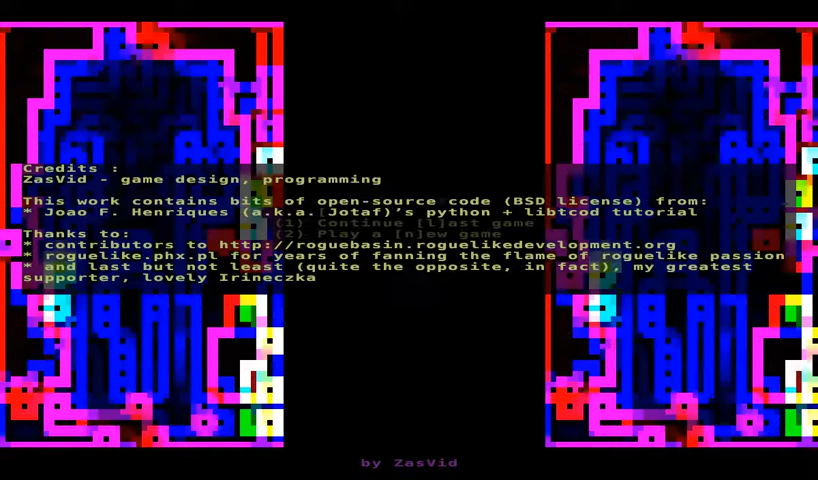 Credits :
ZasVid - game design, programming
This work contains bits of open-source code (BSD license) from:
* Joao F. Henriques (a.k.a. Jotaf)'s python + libtcod tutorial
(1) Continue [l]ast game
(2) Play a [n]ew game
Thanks to:
* contributors to http://roguebasin.roguelikedevelopment.org
* roguelike.phx.pl for years of fanning the flame of roguelike passion
* and last but not least (quite the opposite, in fact), my greatest
supporter, lovely Irineczka
by ZasVid